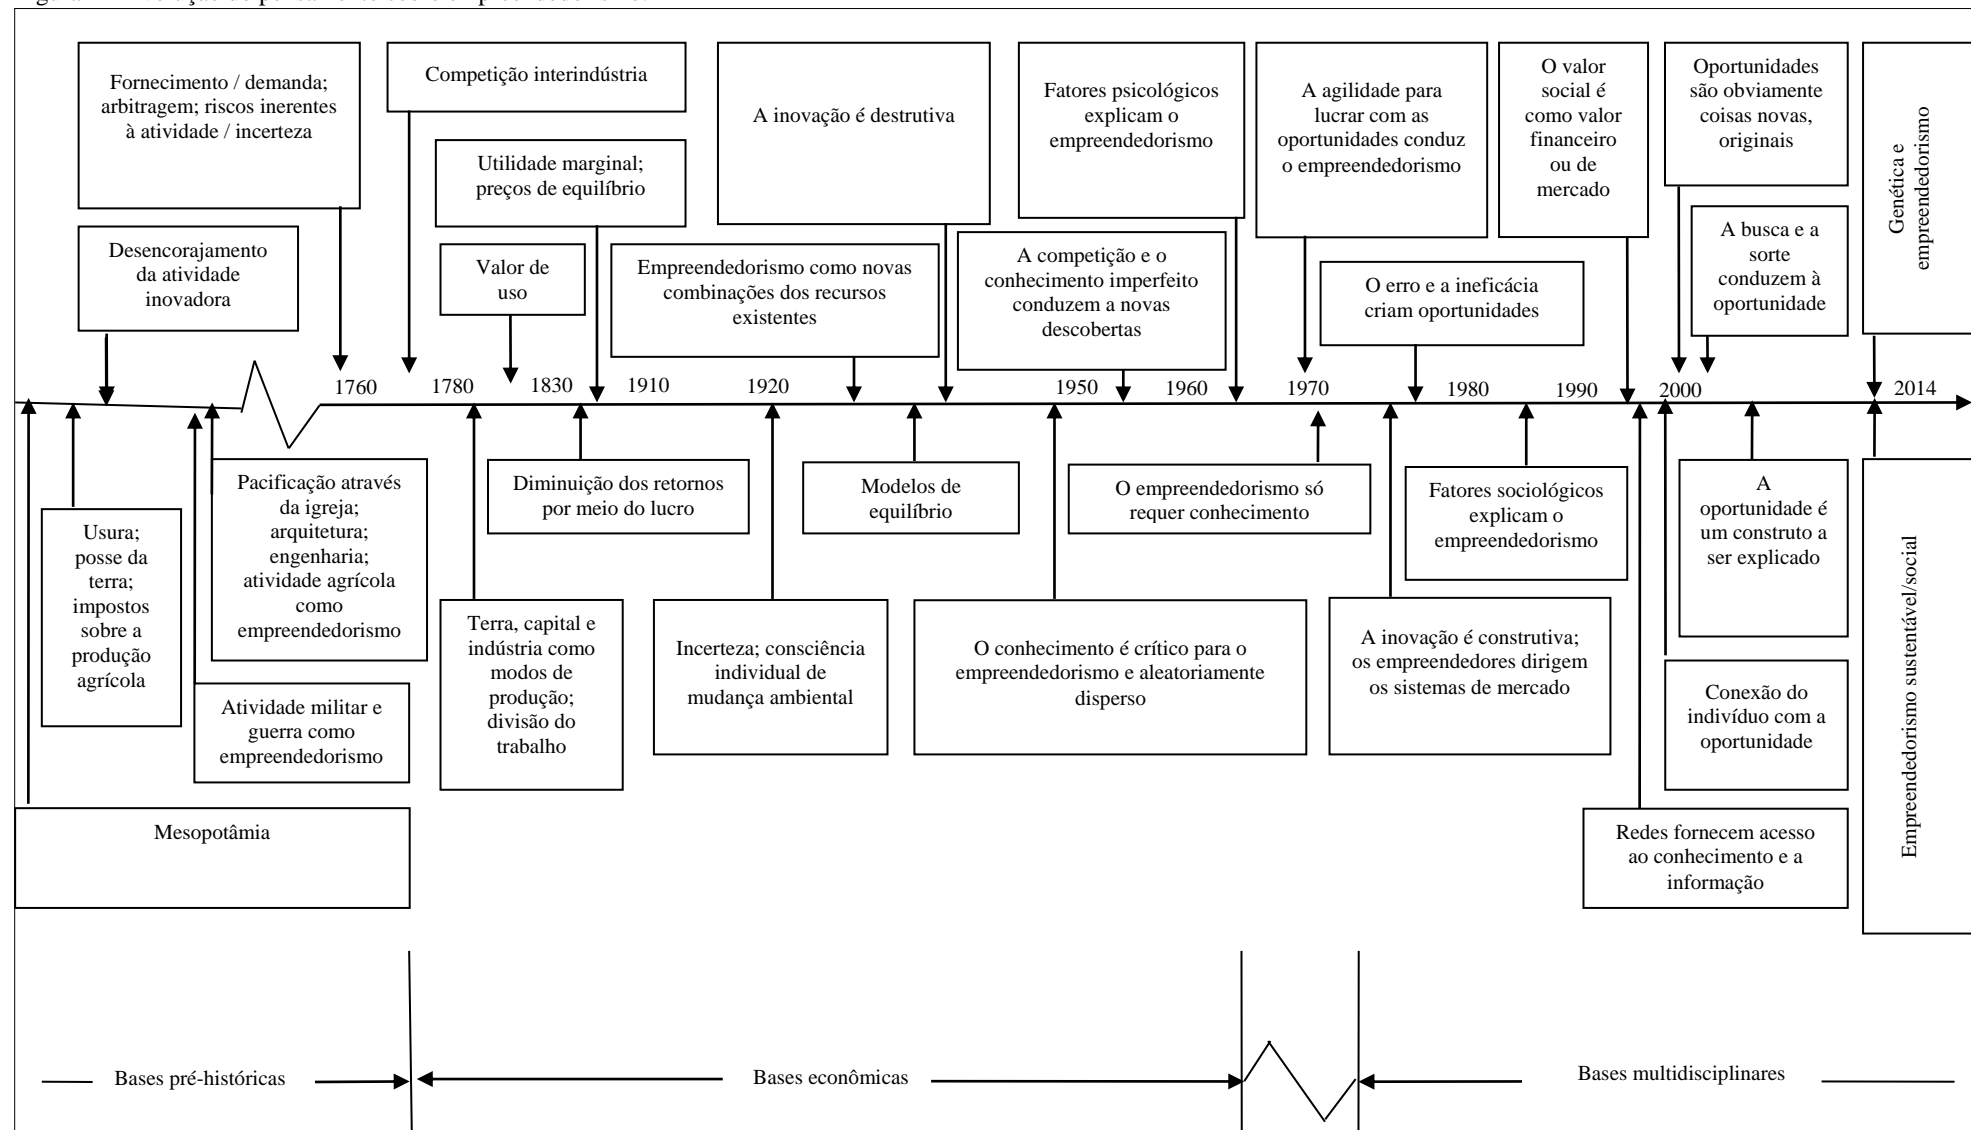 Fornecimento / demanda;
arbitragem; riscos inerentes
à atividade / incerteza
Competição interindústria
A inovação é destrutiva
Fatores psicológicos
explicam o
empreendedorismo
A agilidade para
lucrar com as
oportunidades conduz
o empreendedorismo
O valor
social é
como valor
financeiro
ou de
mercado
Oportunidades
são obviamente
coisas novas,
originais
Genética e
empreendedorismo
Utilidade marginal;
preços de equilíbrio
Desencorajamento
da atividade
inovadora
Valor de
uso
Empreendedorismo como novas
combinações dos recursos
existentes
A competição e o
conhecimento imperfeito
conduzem a novas
descobertas
O erro e a ineficácia
criam oportunidades
A busca e a
sorte
conduzem à
oportunidade
1760
1780
1830
1910
1920
1950
1960
1970
1980
1990
2000
2014
Usura;
posse da
terra;
impostos
sobre a
produção
agrícola
Pacificação através
da igreja;
arquitetura;
engenharia;
atividade agrícola
como
empreendedorismo
Diminuição dos retornos
por meio do lucro
Modelos de
equilíbrio
O empreendedorismo só
requer conhecimento
Fatores sociológicos
explicam o
empreendedorismo
A
oportunidade é
um construto a
ser explicado
Empreendedorismo sustentável/social
Atividade militar e
guerra como
empreendedorismo
Terra, capital e
indústria como
modos de
produção;
divisão do
trabalho
Incerteza; consciência
individual de
mudança ambiental
O conhecimento é crítico para o
empreendedorismo e aleatoriamente
disperso
A inovação é construtiva;
os empreendedores dirigem
os sistemas de mercado
Conexão do
indivíduo com a
oportunidade
Mesopotâmia
Redes fornecem acesso
ao conhecimento e a
informação
Bases pré-históricas
Bases econômicas
Bases multidisciplinares